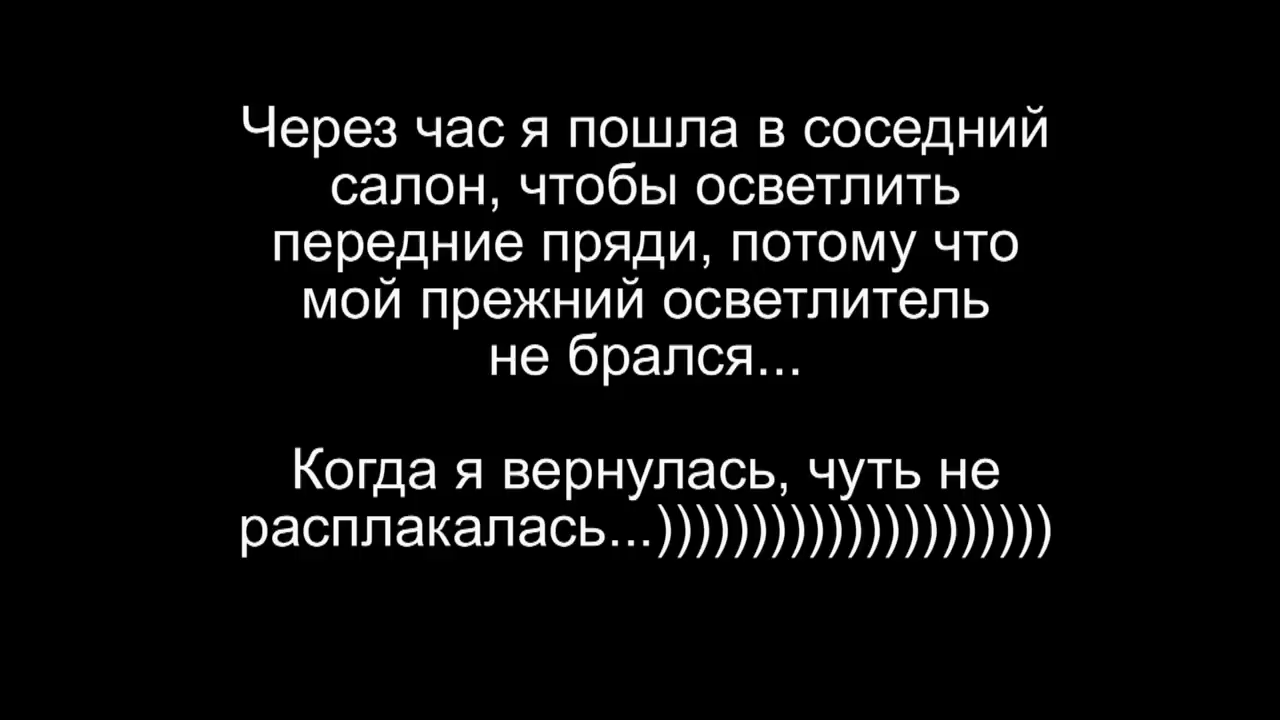 Через час я пошла в соседний
салон, чтобы осветлить
передние пряди, потому что
мой прежний осветлитель
не брался...
Когда я вернулась, чуть не
расплакалась...)))))))))))))))))))))